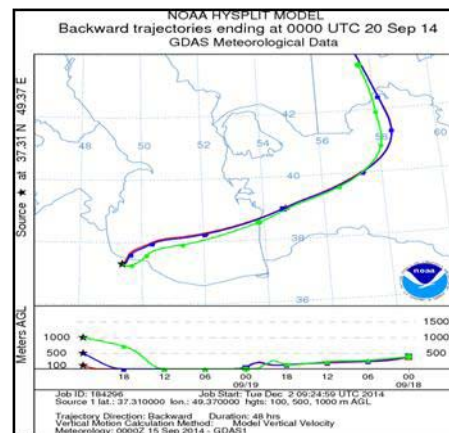 NOAA HYSPLIT MODEL
Backward trajectories ending at 0000 UTC 20 Sep 14
GDAS Meteorological Data
Source ★ at 37.31 N 49.37 E
48 50 52 54 56 58 60
42
40
38
36
noaa
Meters AGL
1500
1000 1000
500 500
100
18 12 06 00 18 12 06 00
09/19 09/18
Job ID: 184296 Job Start: Tue Dec 2 09:24:59 UTC 2014
Source 1 lat.: 37.310000 lon.: 49.370000 hgts: 100, 500, 1000 m AGL
Trajectory Direction: Backward Duration: 48 hrs
Vertical Motion Calculation Method: Model Vertical Velocity
Meteorology: 0000Z 15 Sep 2014 - GDAS1